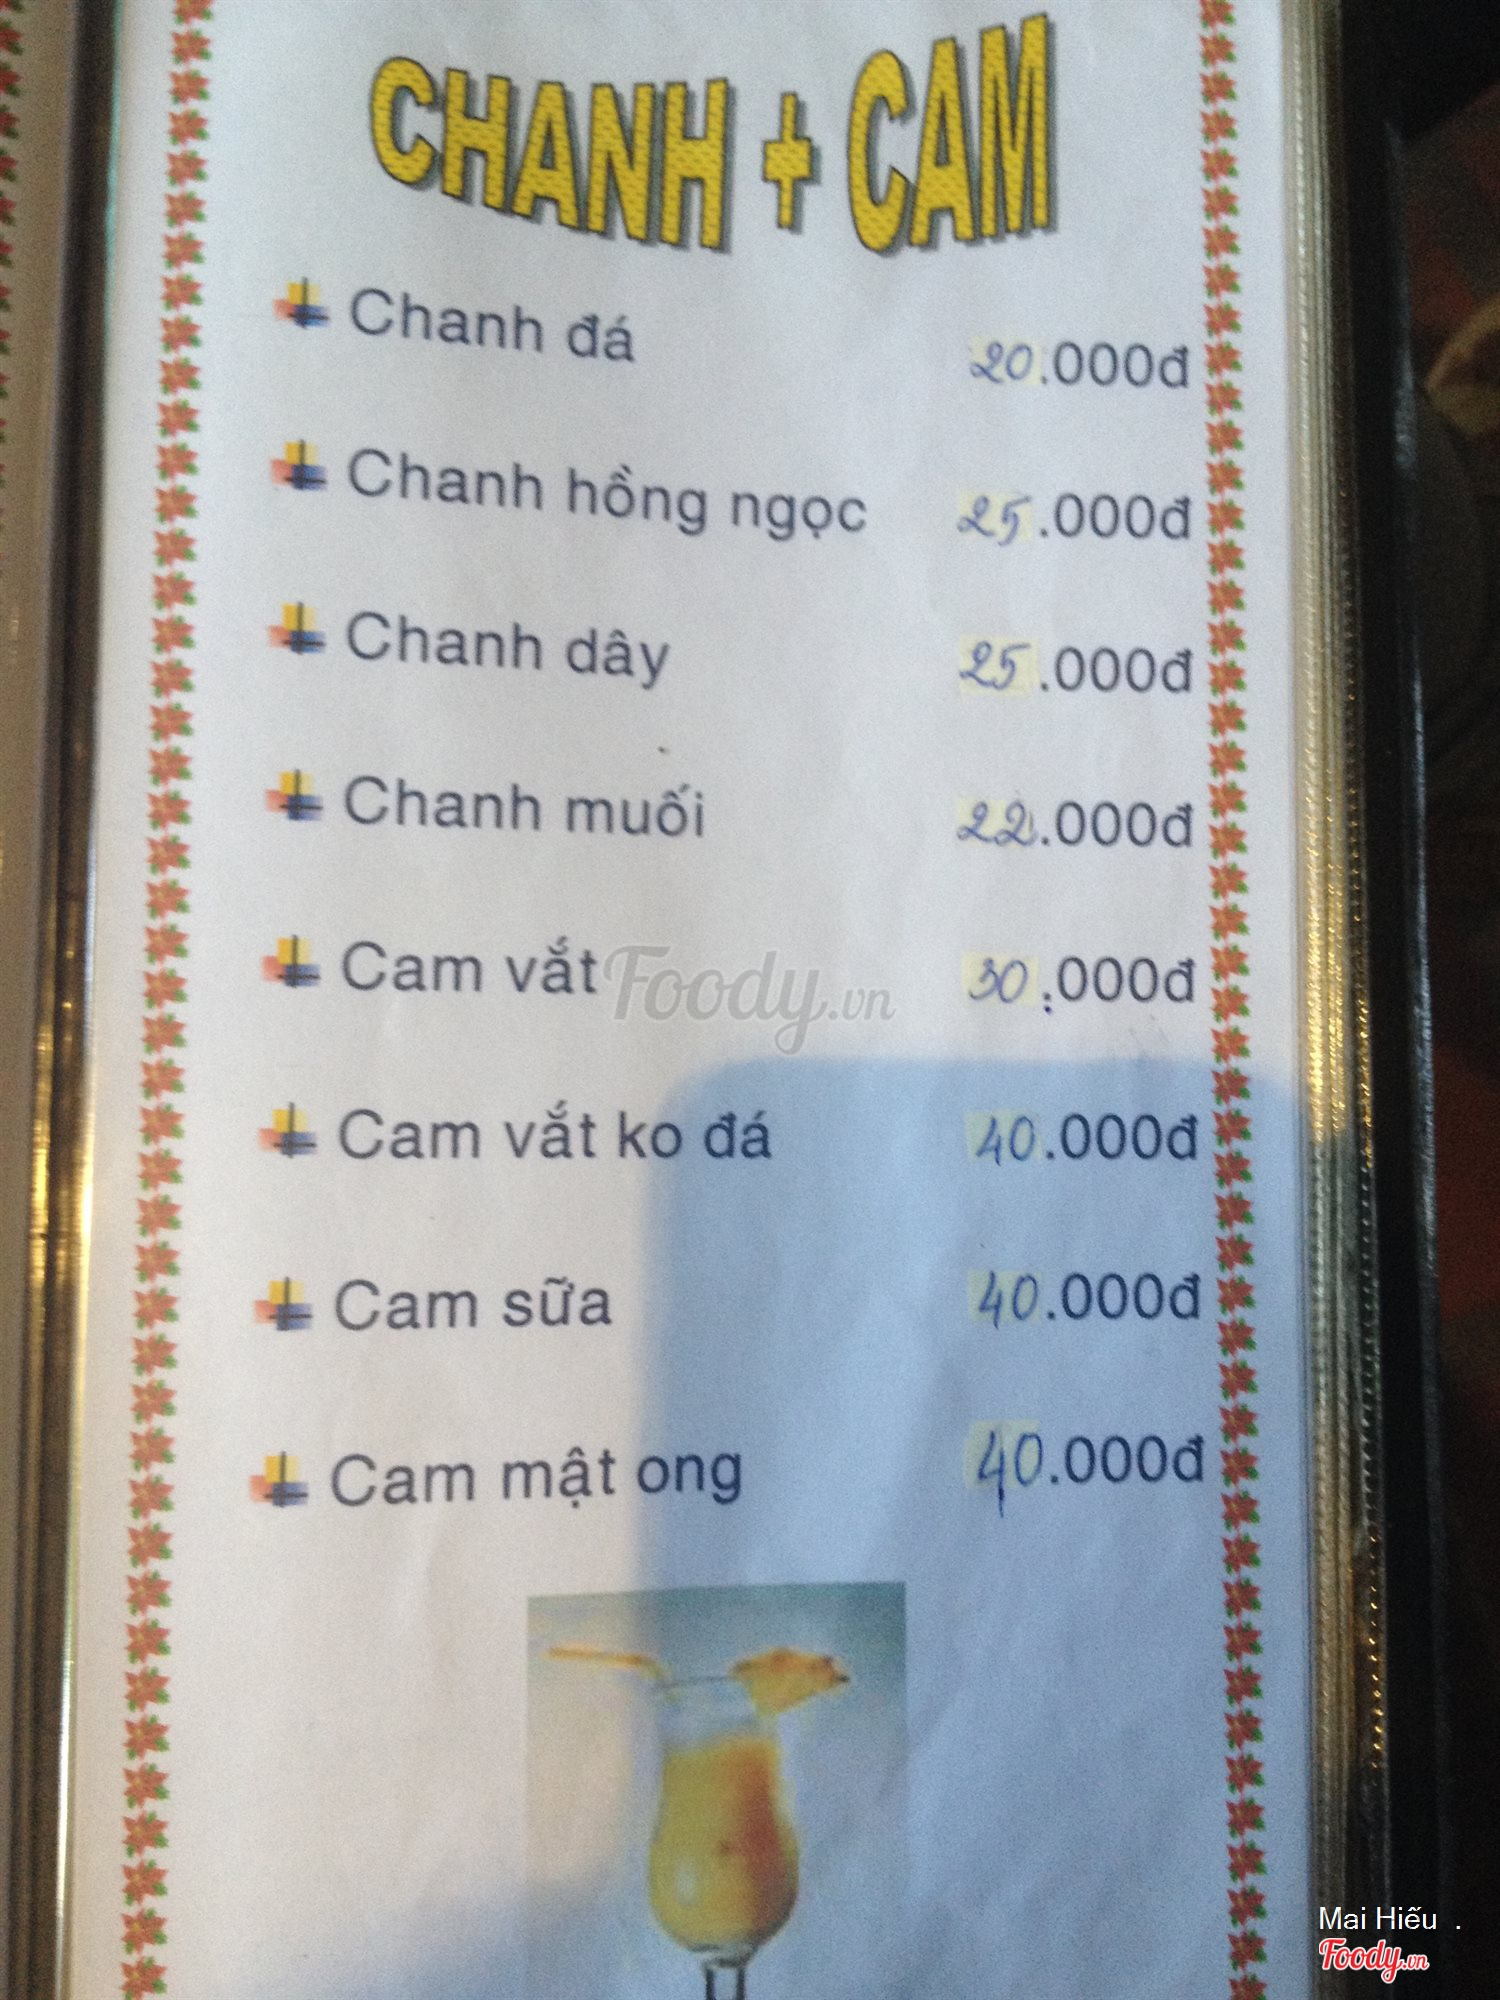 CHANH + CAM
Chanh đá 20.000đ
Chanh hồng ngọc 25.000đ
Chanh dây 25.000đ
Chanh muối 22.000đ
Cam vắt 30.000đ
Foody.vn
Cam vắt ko đá 40.000đ
Cam sữa 40.000đ
Cam mật ong 40.000đ
Mai Hiếu .
Foody.vn